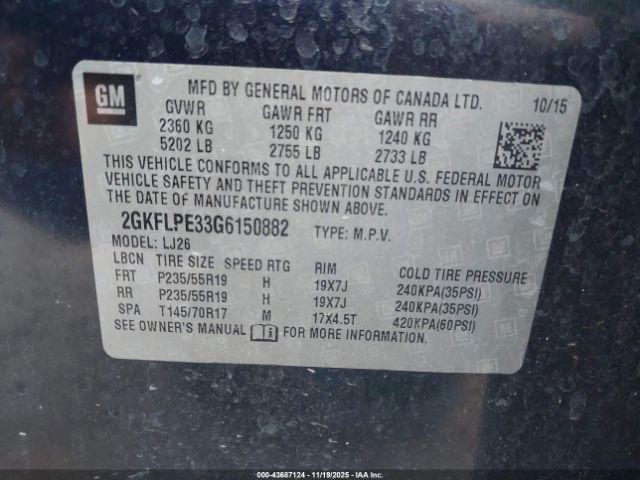 GM
MFD BY GENERAL MOTORS OF CANADA LTD. 10/15
GVWR GAWR FRT GAWR RR
2360 KG 1250 KG 1240 KG
5202 LB 2755 LB 2733 LB
THIS VEHICLE CONFORMS TO ALL APPLICABLE U.S. FEDERAL MOTOR
VEHICLE SAFETY AND THEFT PREVENTION STANDARDS IN EFFECT ON
THE DATE OF MANUFACTURE SHOWN ABOVE.
2GKFLPE33G6150882 TYPE: M.P.V.
MODEL: LJ26
LBCN TIRE SIZE SPEED RTG RIM COLD TIRE PRESSURE
FRT P235/55R19 H 19X7J 240KPA(35PSI)
RR P235/55R19 H 19X7J 240KPA(35PSI)
SPA T145/70R17 M 17X4.5T 420KPA(60PSI)
SEE OWNER'S MANUAL FOR MORE INFORMATION.
000-43687124 - 11/19/2025 - IAAI.com